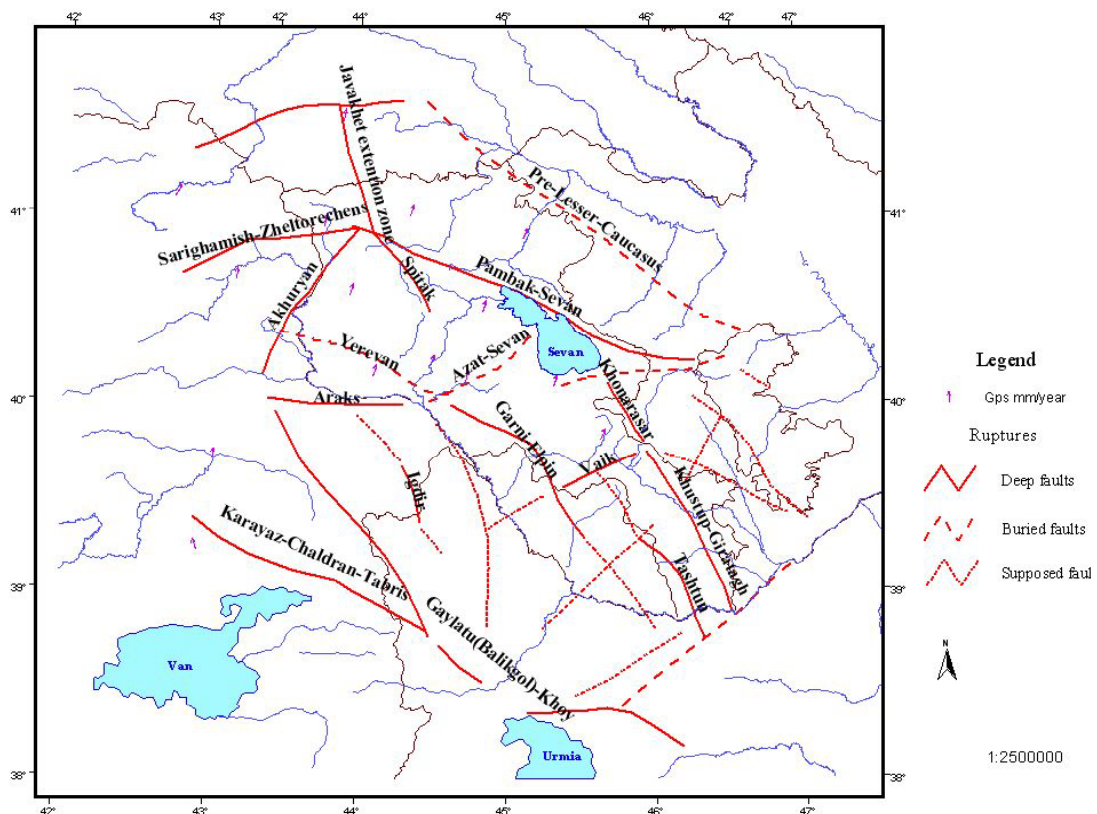 42° 43° 42° 44° 45° 46° 42° 47°
Javakhet extention zone
Pre-Lesser-Caucasus
41° 41°
Sarighamish-Zheltorechens
Spitak
Pambak-Sevan
Akhuryan
Yerevan
Azat-Sevan
Sevan
Khonarasar
Legend
Gps mm/year
40° 40°
Araks
Garni-Elpin
Ruptures
Igdir
Vaik
Khustup-Giratagh
Deep faults
Karayaz-Chaldran-Tabris
Buried faults
Tashtun
Supposed faul
39° 39°
Gaylatu(Balikgol)-Khoy
N
Van
Urmia
1:2500000
38° 38°
42° 43° 44° 45° 46° 47°